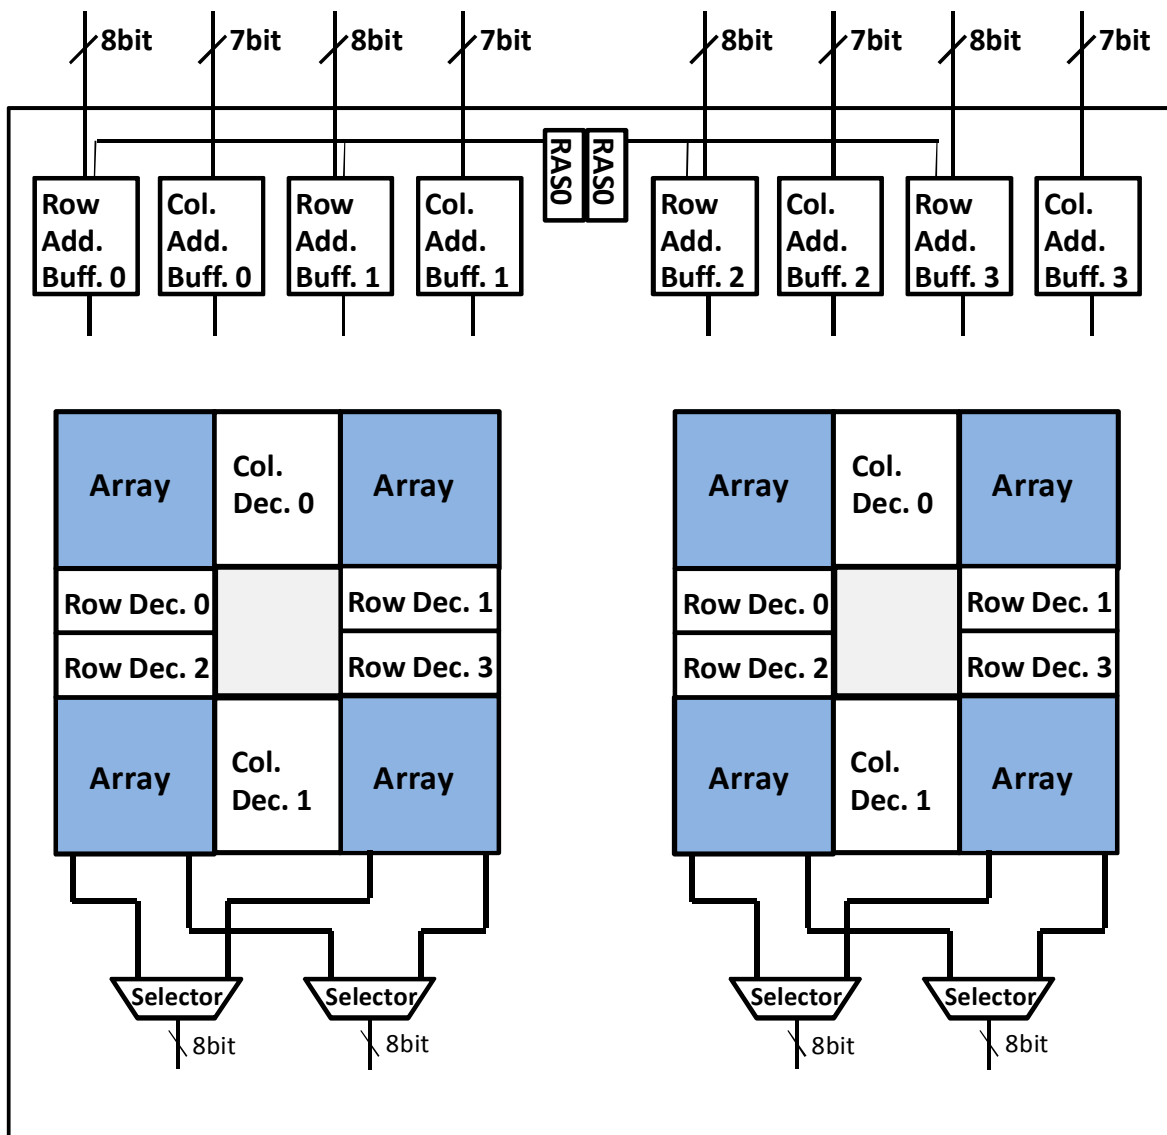 8bit
7bit
8bit
7bit
8bit
7bit
8bit
7bit
RAS0
RAS0
Row
Add.
Buff. 0
Col.
Add.
Buff. 0
Row
Add.
Buff. 1
Col.
Add.
Buff. 1
Row
Add.
Buff. 2
Col.
Add.
Buff. 2
Row
Add.
Buff. 3
Col.
Add.
Buff. 3
Array
Col.
Dec. 0
Array
Row Dec. 0
Row Dec. 1
Row Dec. 2
Row Dec. 3
Array
Col.
Dec. 1
Array
Selector
Selector
8bit
8bit
Array
Col.
Dec. 0
Array
Row Dec. 0
Row Dec. 1
Row Dec. 2
Row Dec. 3
Array
Col.
Dec. 1
Array
Selector
Selector
8bit
8bit